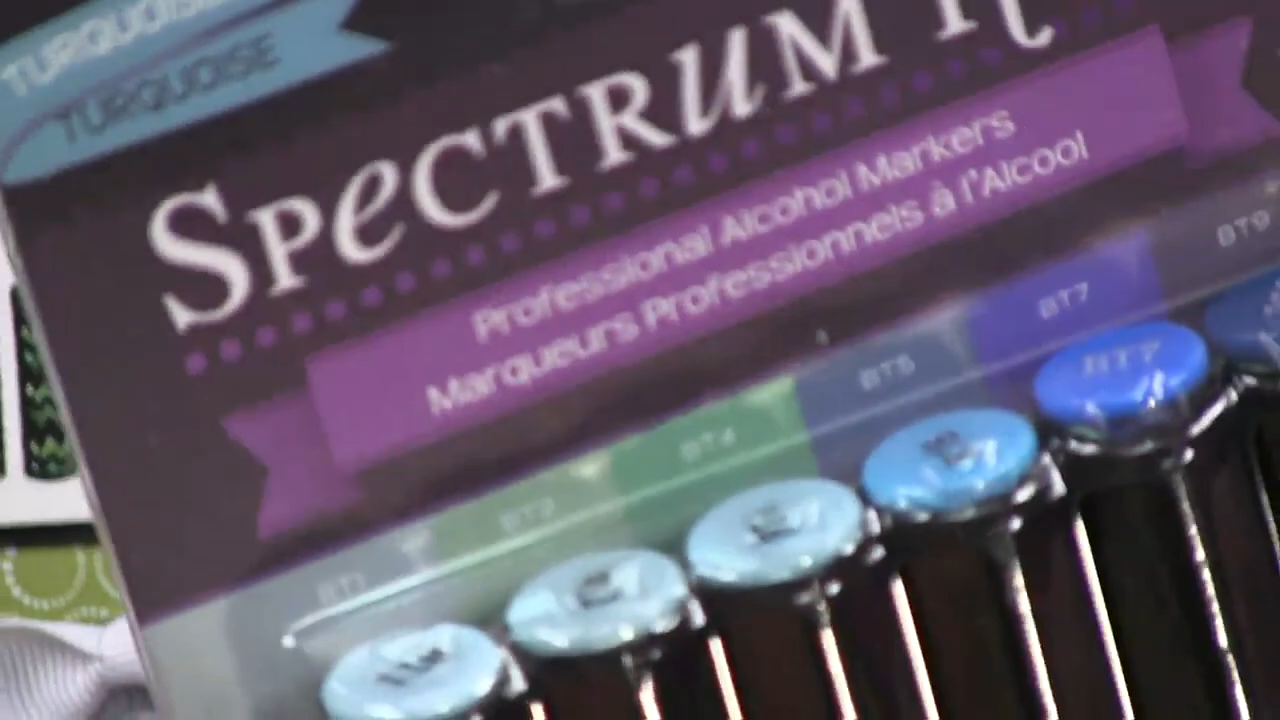 TURQUOISE
TURQUOISE
SPECTRUM
Professional Alcohol Markers
Marqueurs Professionnels à l'Alcool
BT1 BT2 BT4 BT5 BT7 BT9
BT7